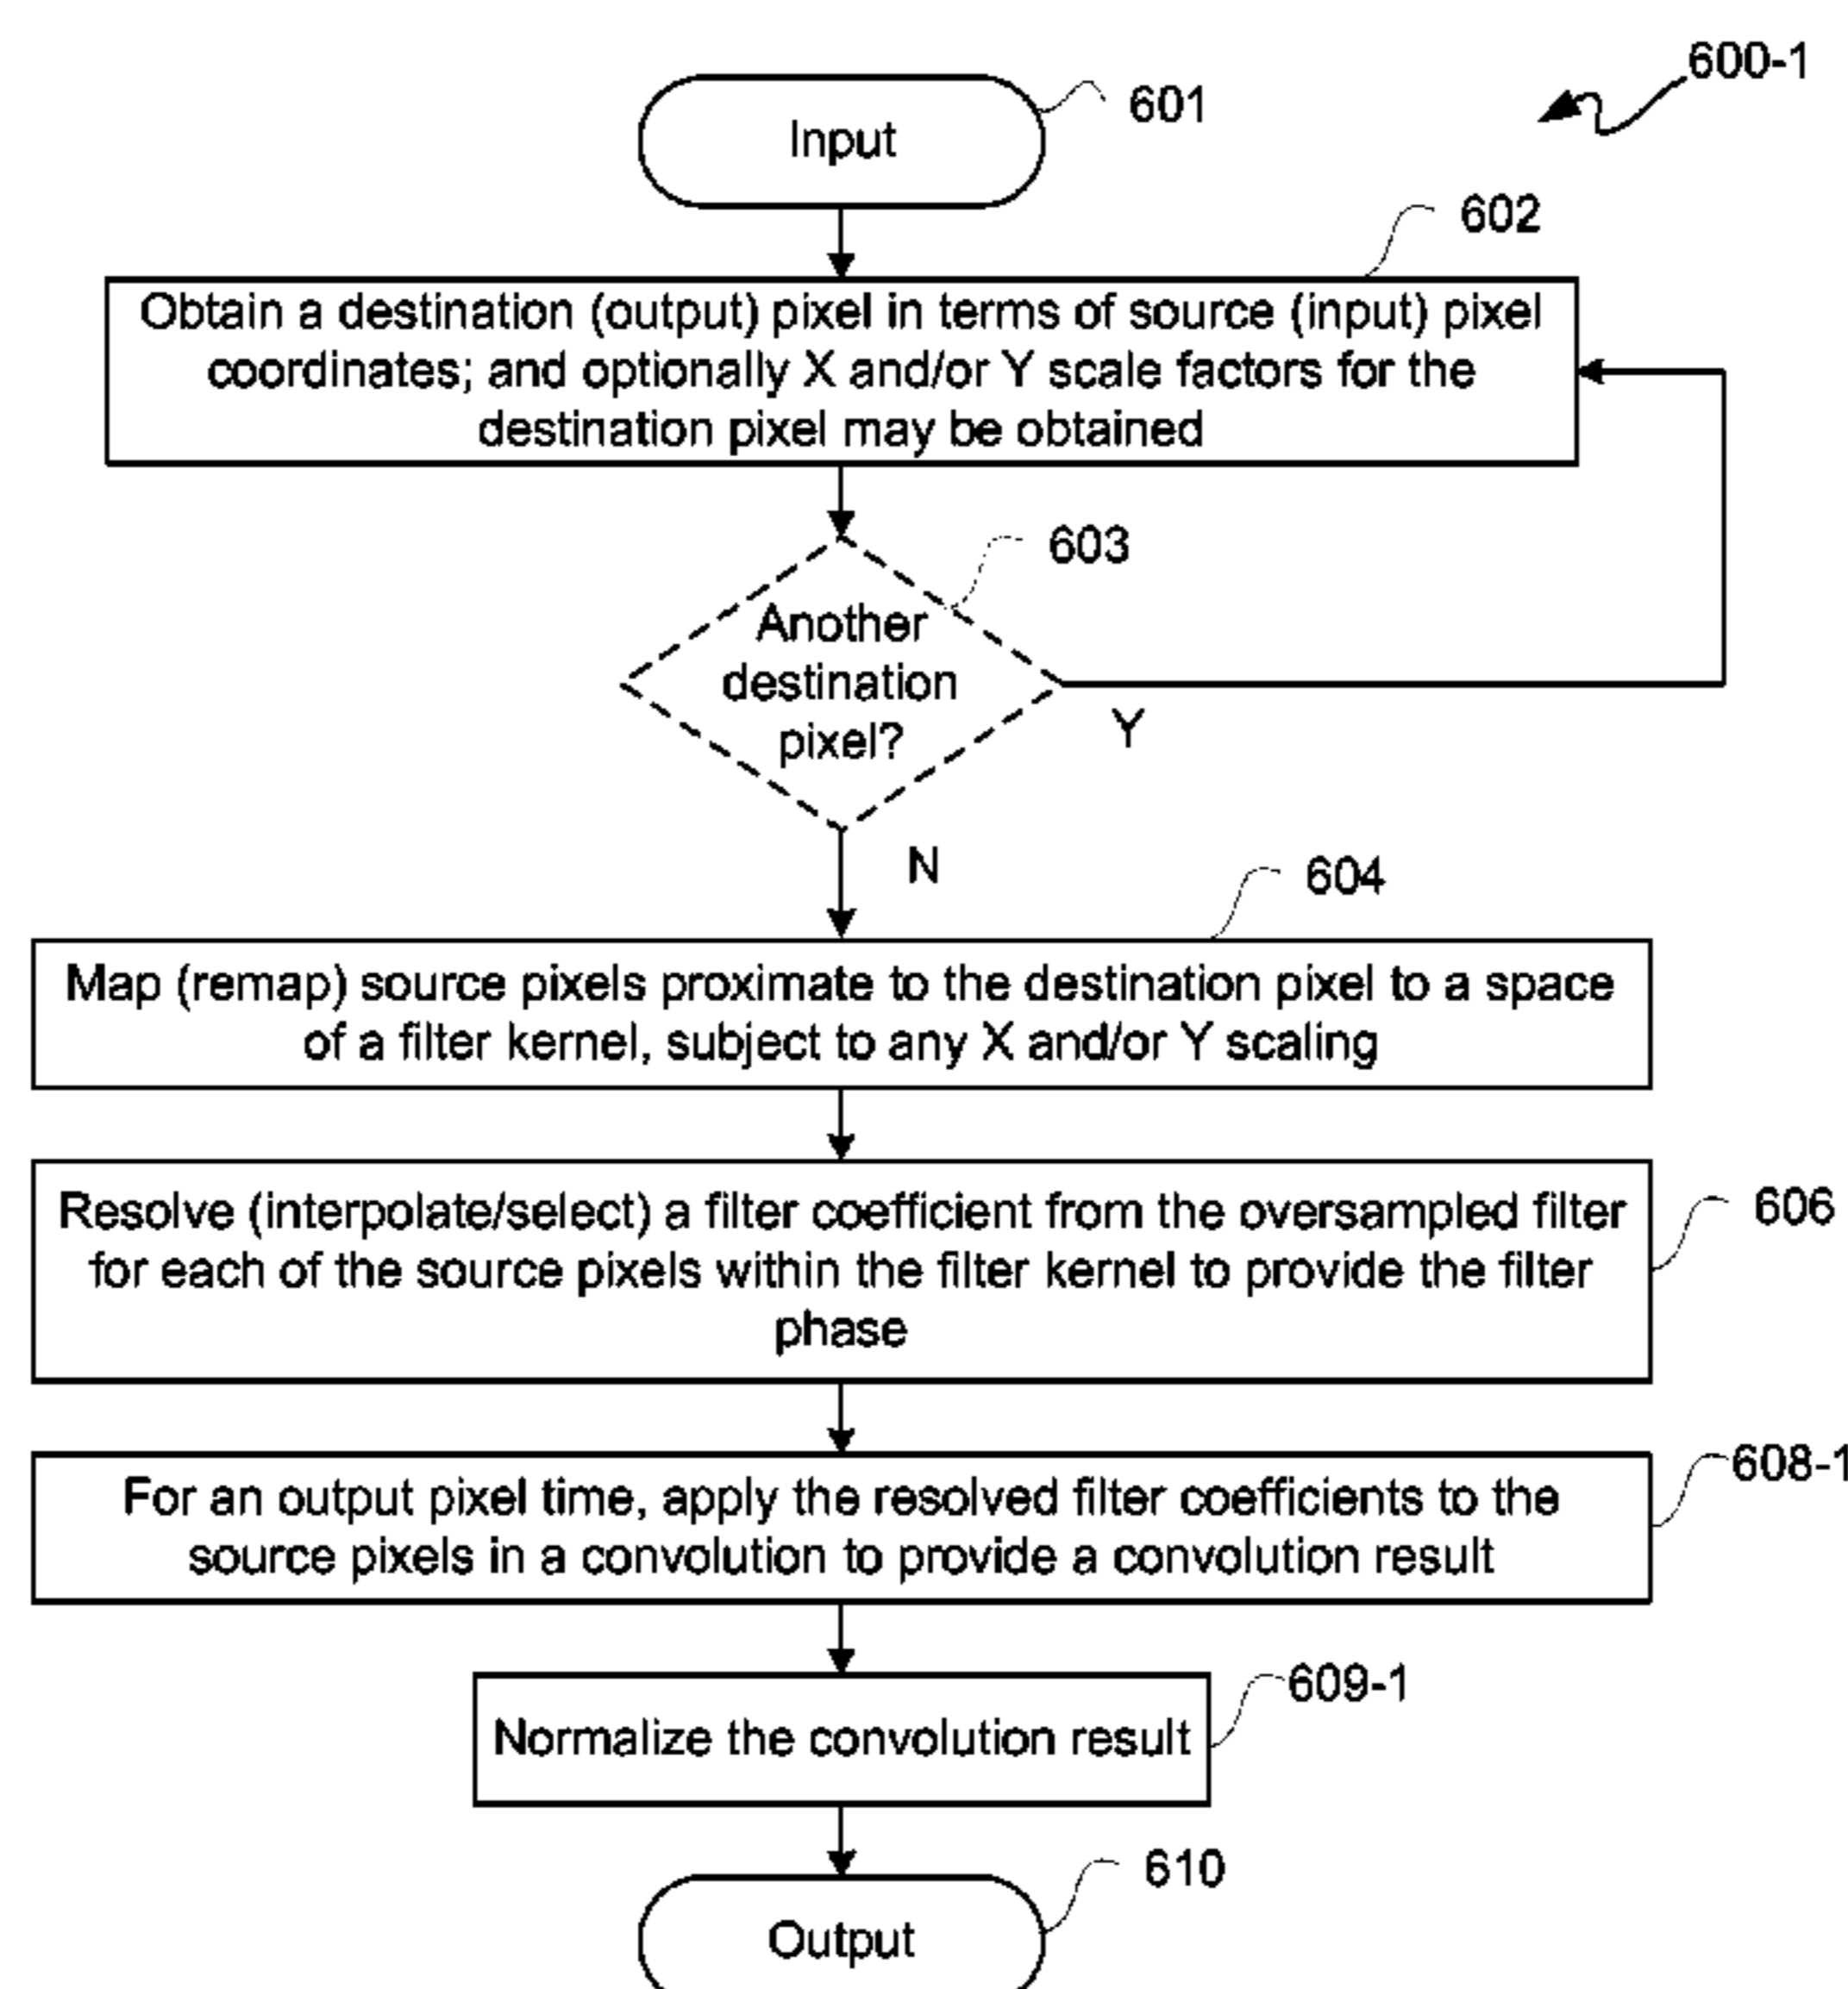 600-1
Input
601
602
Obtain a destination (output) pixel in terms of source (input) pixel
coordinates; and optionally X and/or Y scale factors for the
destination pixel may be obtained
603
Another
destination
pixel?
Y
N
604
Map (remap) source pixels proximate to the destination pixel to a space
of a filter kernel, subject to any X and/or Y scaling
606
Resolve (interpolate/select) a filter coefficient from the oversampled filter
for each of the source pixels within the filter kernel to provide the filter
phase
608-1
For an output pixel time, apply the resolved filter coefficients to the
source pixels in a convolution to provide a convolution result
609-1
Normalize the convolution result
610
Output